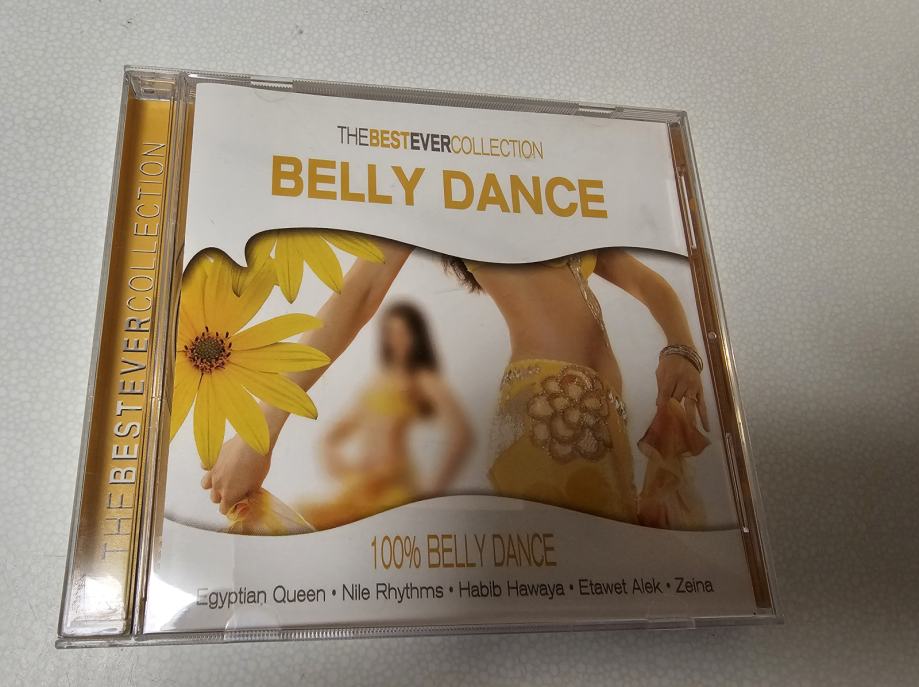 THEBESTEVERCOLLECTION
THEBESTEVERCOLLECTION
BELLY DANCE
100% BELLY DANCE
Egyptian Queen • Nile Rhythms • Habib Hawaya • Etawet Alek • Zeina